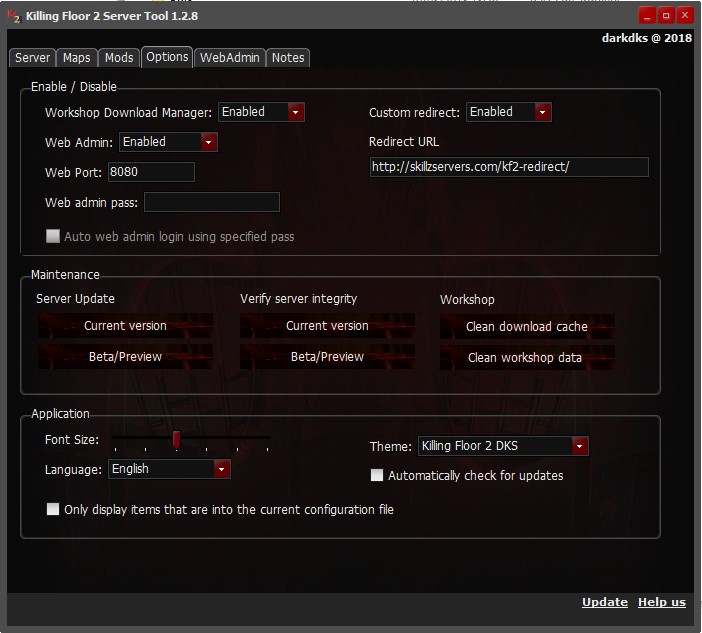 Killing Floor 2 Server Tool 1.2.8
darkdks @ 2018
Server Maps Mods Options WebAdmin Notes
Enable / Disable
Workshop Download Manager: Enabled
Custom redirect: Enabled
Web Admin: Enabled
Redirect URL
Web Port: 8080
http://skillzservers.com/kf2-redirect/
Web admin pass:
Auto web admin login using specified pass
Maintenance
Server Update
Verify server integrity
Workshop
Current version
Current version
Clean download cache
Beta/Preview
Beta/Preview
Clean workshop data
Application
Font Size:
Theme: Killing Floor 2 DKS
Language: English
Automatically check for updates
Only display items that are into the current configuration file
Update Help us